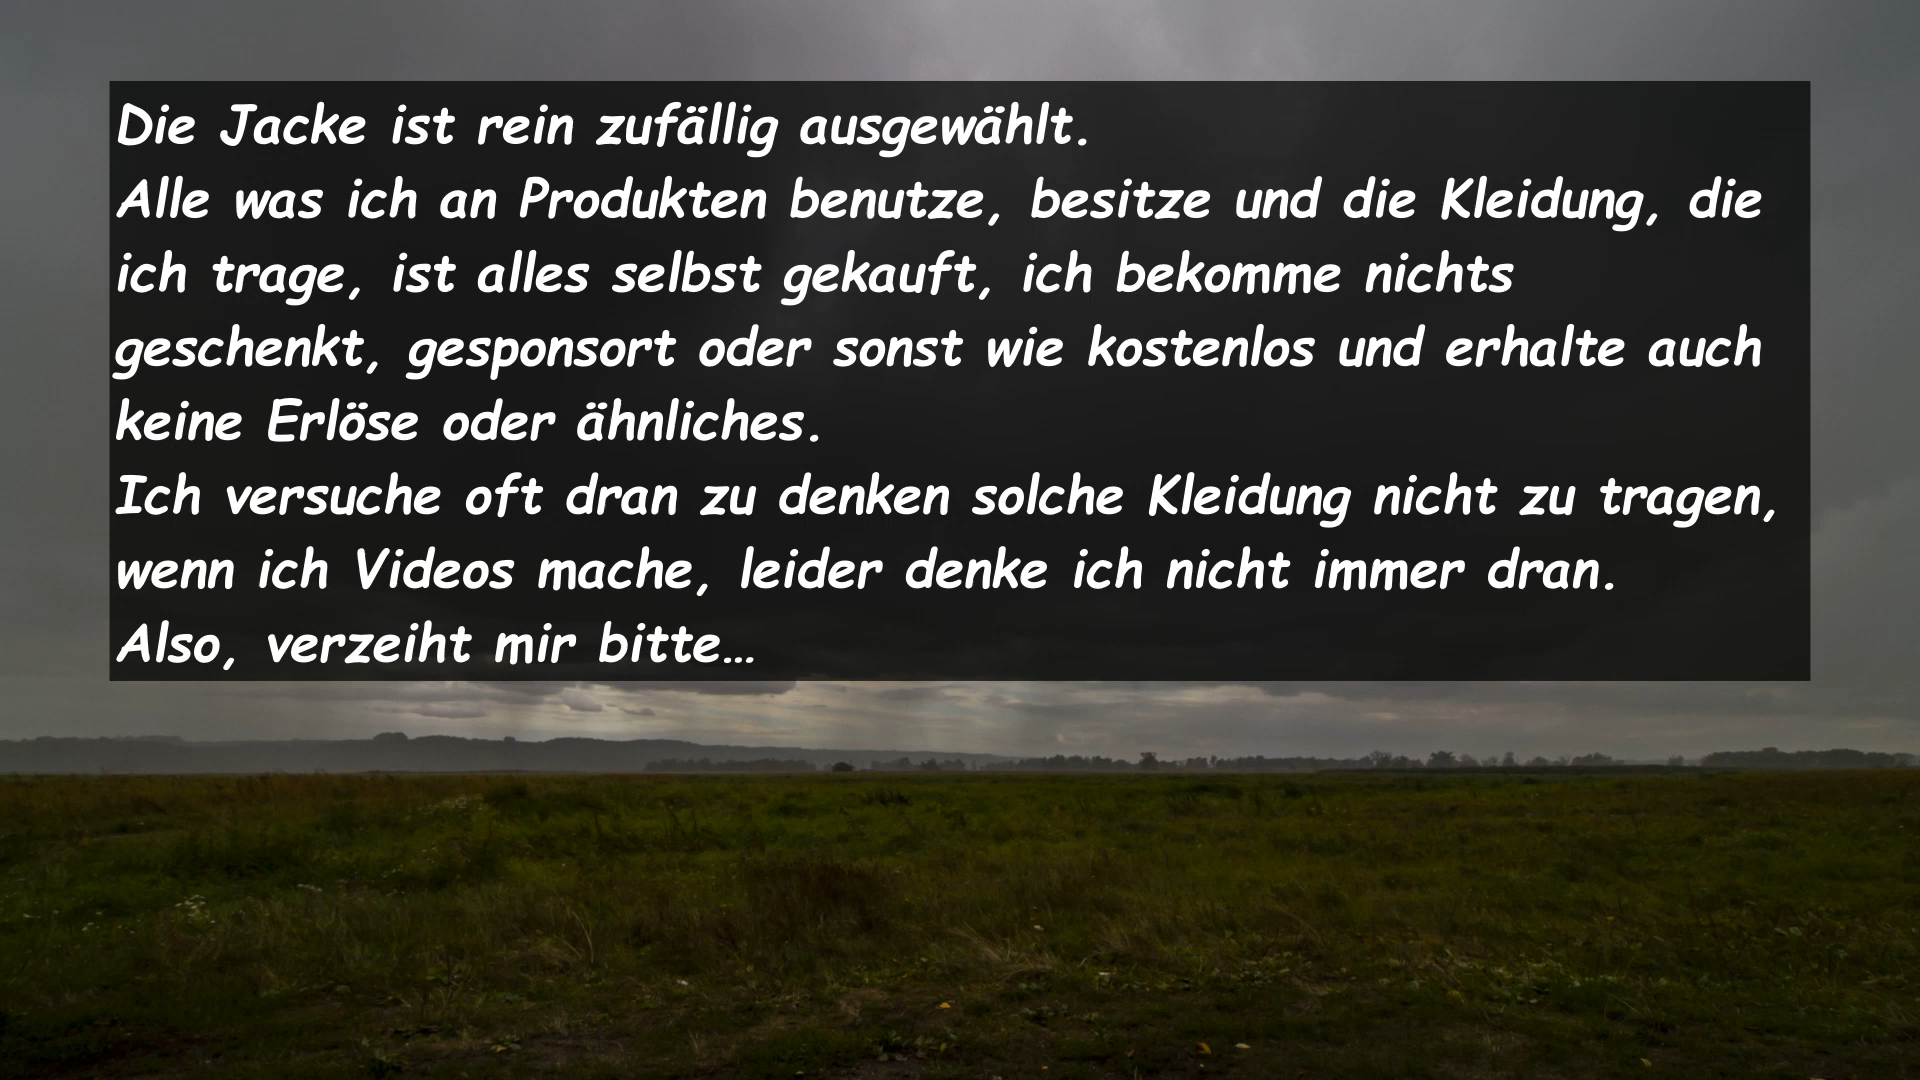 Die Jacke ist rein zufällig ausgewählt.
Alle was ich an Produkten benutze, besitze und die Kleidung, die
ich trage, ist alles selbst gekauft, ich bekomme nichts
geschenkt, gesponsort oder sonst wie kostenlos und erhalte auch
keine Erlöse oder ähnliches.
Ich versuche oft dran zu denken solche Kleidung nicht zu tragen,
wenn ich Videos mache, leider denke ich nicht immer dran.
Also, verzeiht mir bitte…